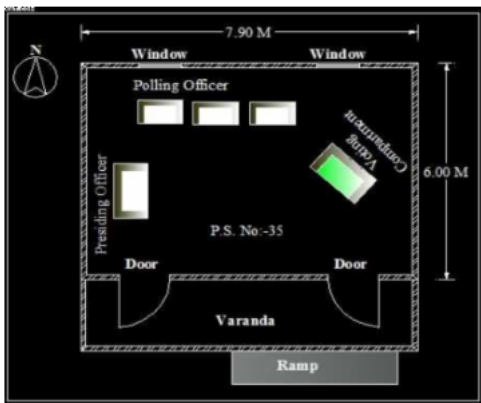 7.90 M
N
Window
Window
Polling Officer
Voting
Compartment
6.00 M
Presiding Officer
P.S. No:-35
Door
Door
Varanda
Ramp